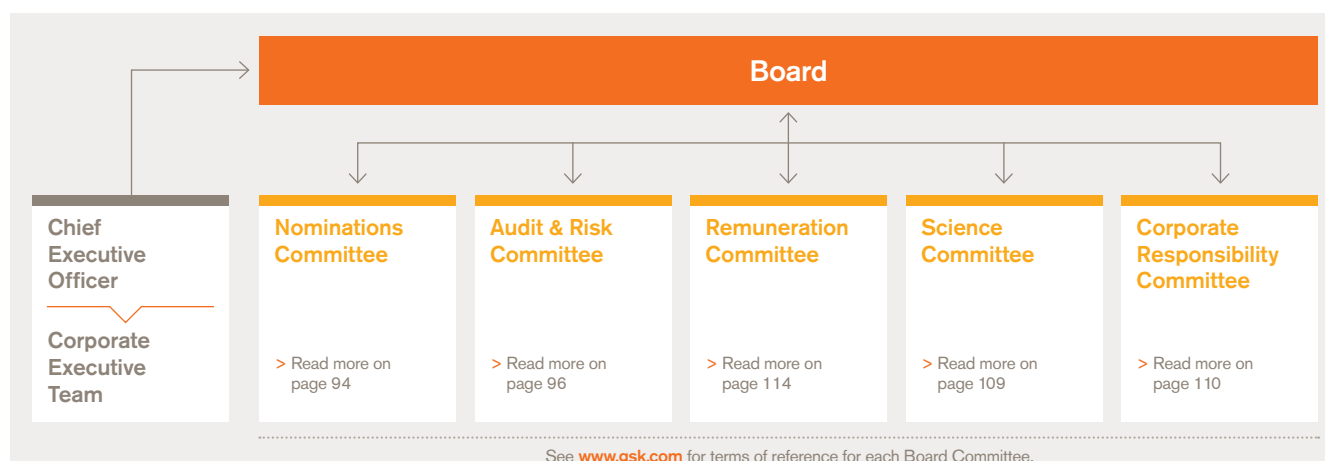 Board
Chief
Executive
Officer
Corporate
Executive
Team
Nominations
Committee
> Read more on
page 94
Audit & Risk
Committee
> Read more on
page 96
Remuneration
Committee
> Read more on
page 114
Science
Committee
> Read more on
page 109
Corporate
Responsibility
Committee
> Read more on
page 110
See www.gsk.com for terms of reference for each Board Committee.